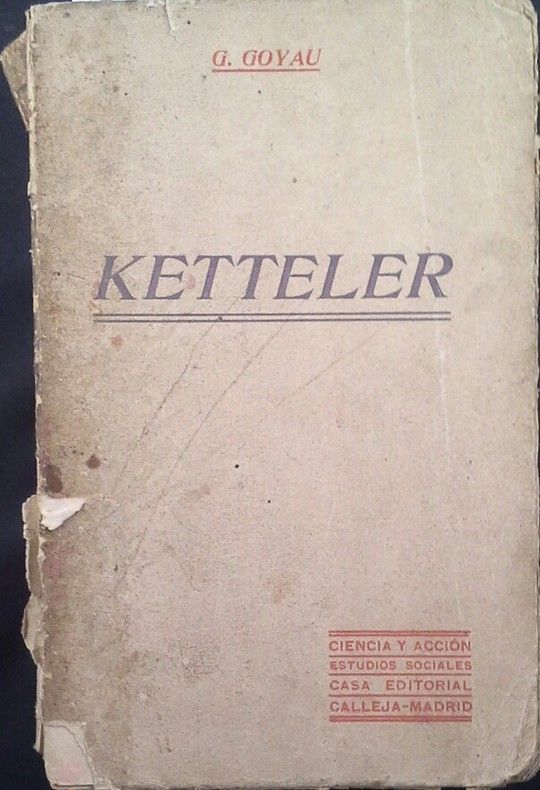 G. GOYAU
KETTELER
CIENCIA Y ACCIÓN
ESTUDIOS SOCIALES
CASA EDITORIAL
CALLEJA-MADRID